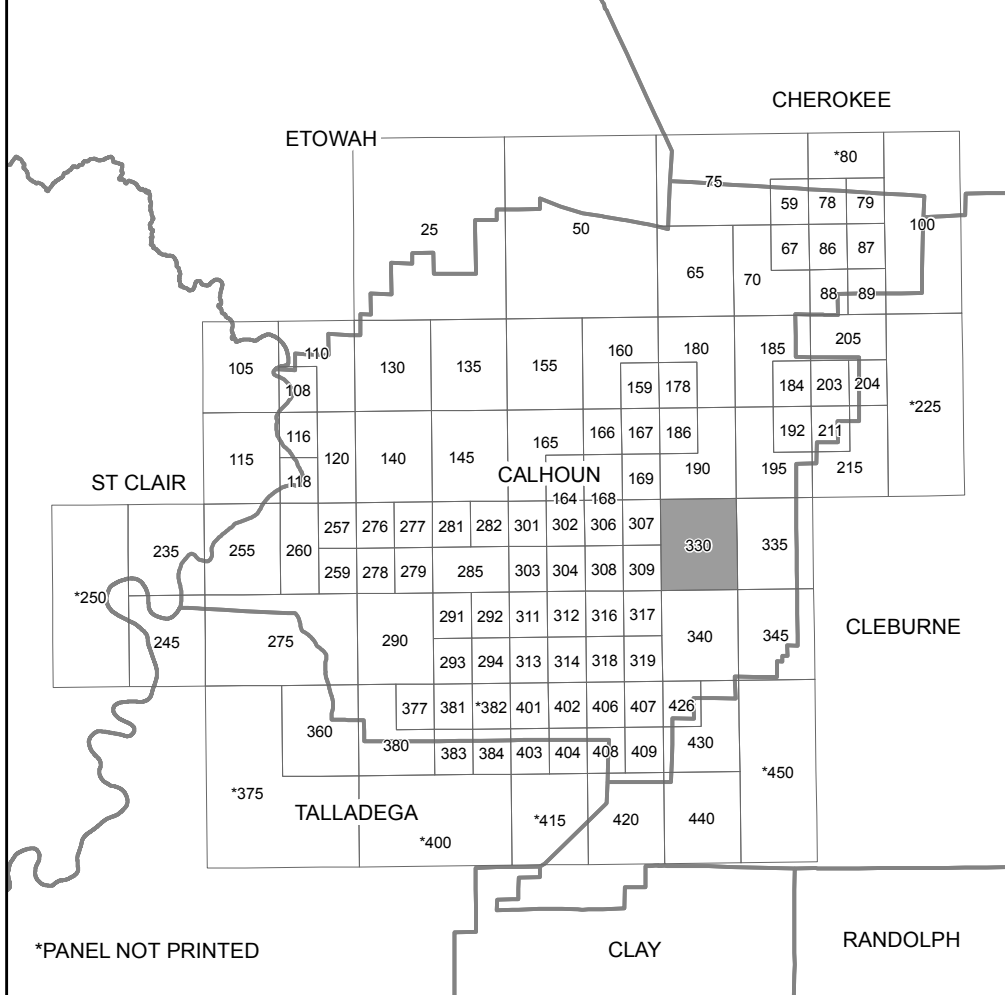 CHEROKEE
ETOWAH
*80
75
59 78 79
25 50 100
67 86 87
65 70
88 89
110 160 180 185 205
105 130 135 155
159 178 184 203 204
108
*225
116 165 166 167 186 192 211
115 120 140 145 190 195 215
ST CLAIR 118 CALHOUN 169
164 168
257 276 277 281 282 301 302 306 307
235 255 260 330 335
259 278 279 285 303 304 308 309
*250
291 292 311 312 316 317
245 275 290 340 345 CLEBURNE
293 294 313 314 318 319
377 381 *382 401 402 406 407 426
360
380 383 384 403 404 408 409 430
*375 *450
TALLADEGA *415 420 440
*400
*PANEL NOT PRINTED CLAY RANDOLPH